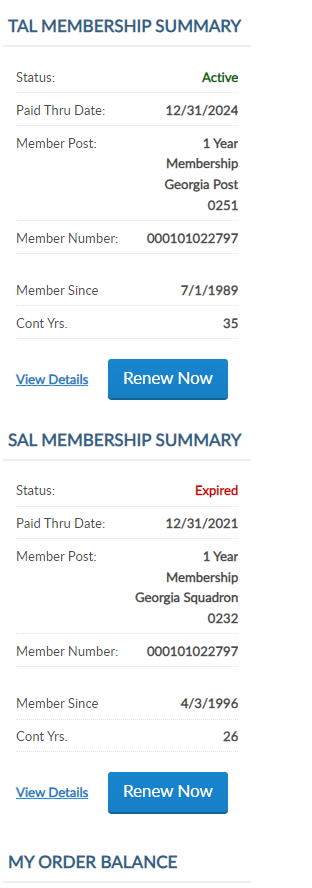 TAL MEMBERSHIP SUMMARY
Status: Active
Paid Thru Date: 12/31/2024
Member Post: 1 Year
Membership
Georgia Post
0251
Member Number: 000101022797
Member Since 7/1/1989
Cont Yrs. 35
View Details Renew Now
SAL MEMBERSHIP SUMMARY
Status: Expired
Paid Thru Date: 12/31/2021
Member Post: 1 Year
Membership
Georgia Squadron
0232
Member Number: 000101022797
Member Since 4/3/1996
Cont Yrs. 26
View Details Renew Now
MY ORDER BALANCE